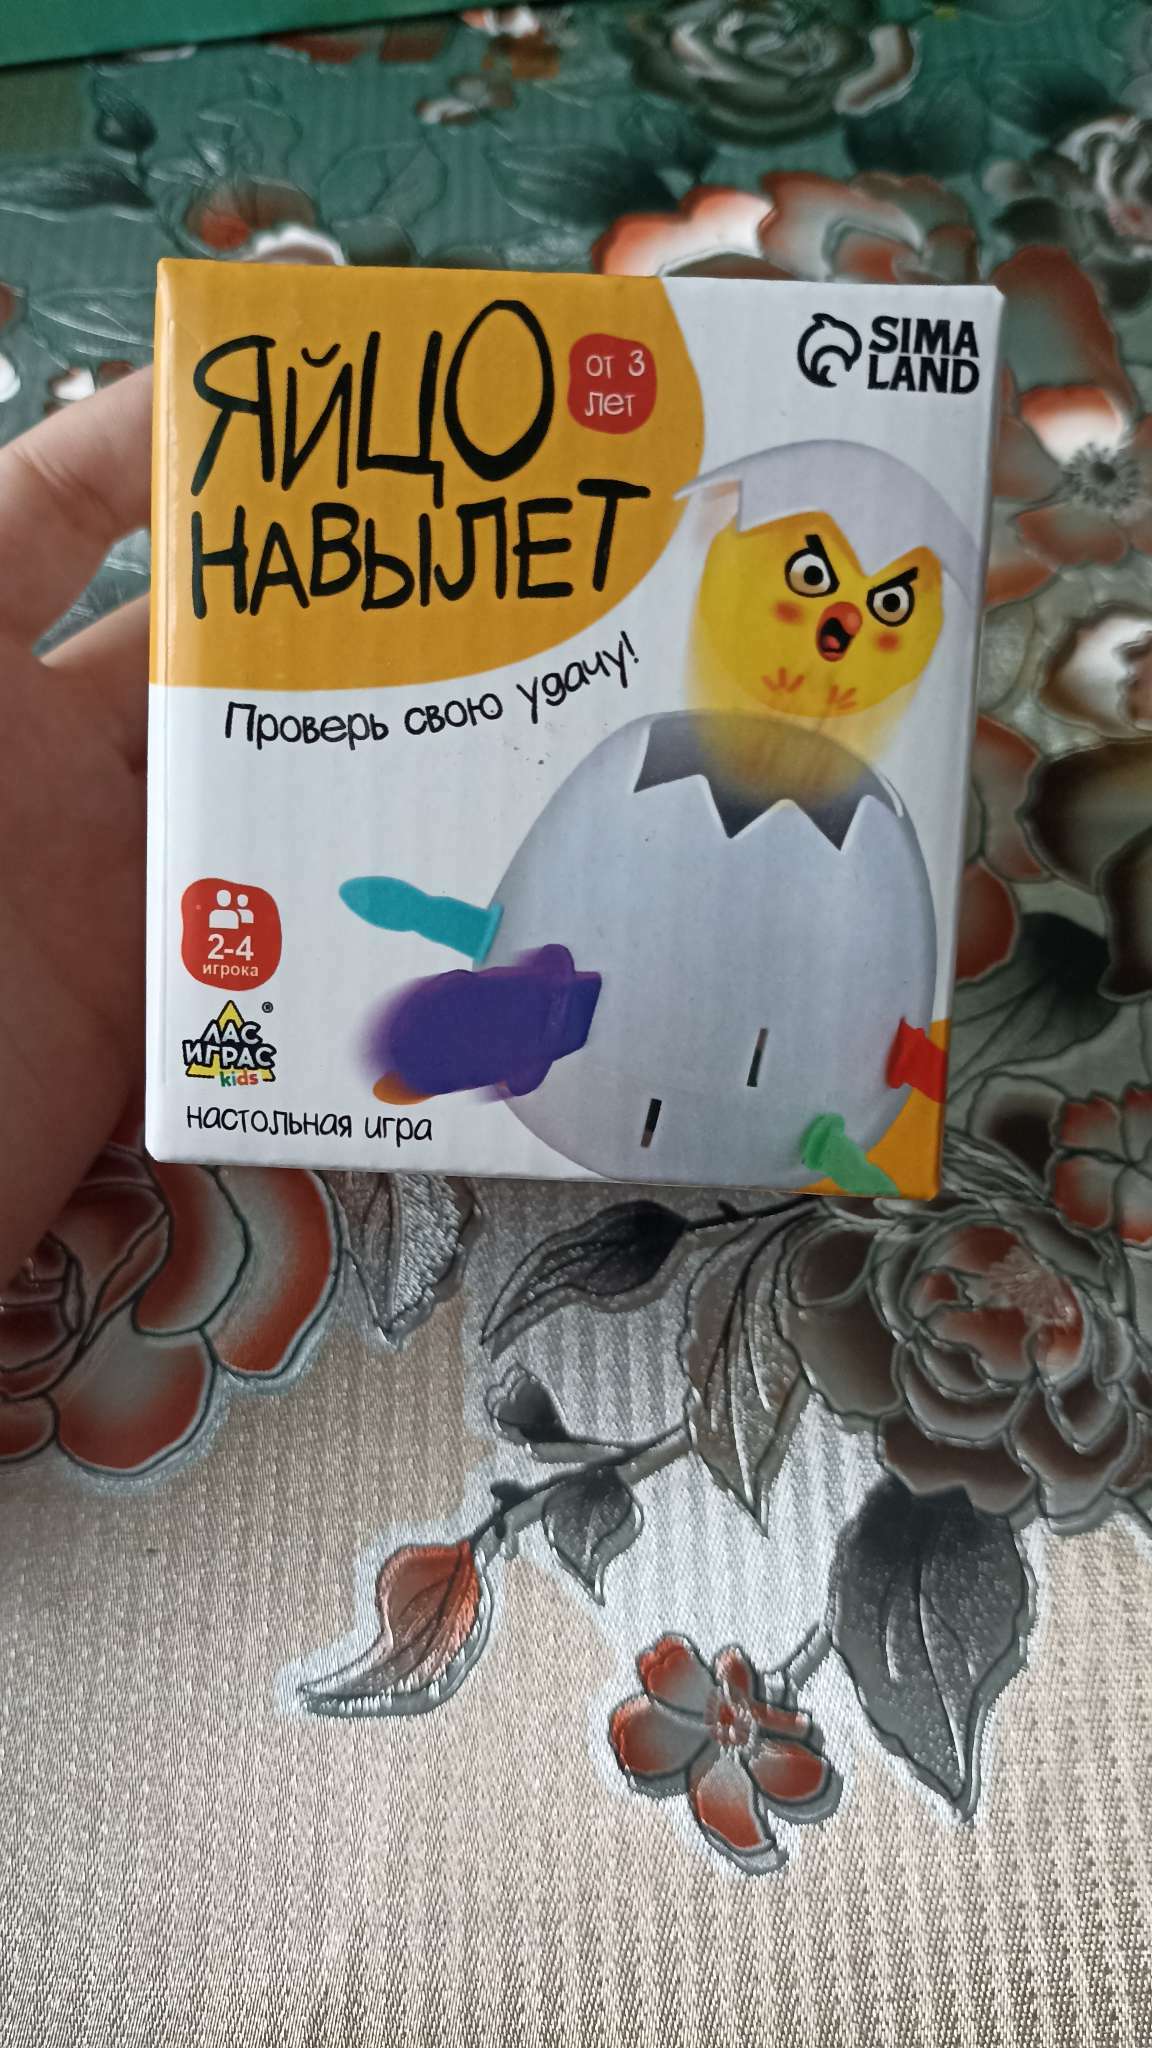 ЯЙЦО
НАВЫЛЕТ
от 3
лет
SIMA
LAND
Проверь свою удачу!
2-4
игрока
ЛАС
ИГРАС
®
kids
настольная игра